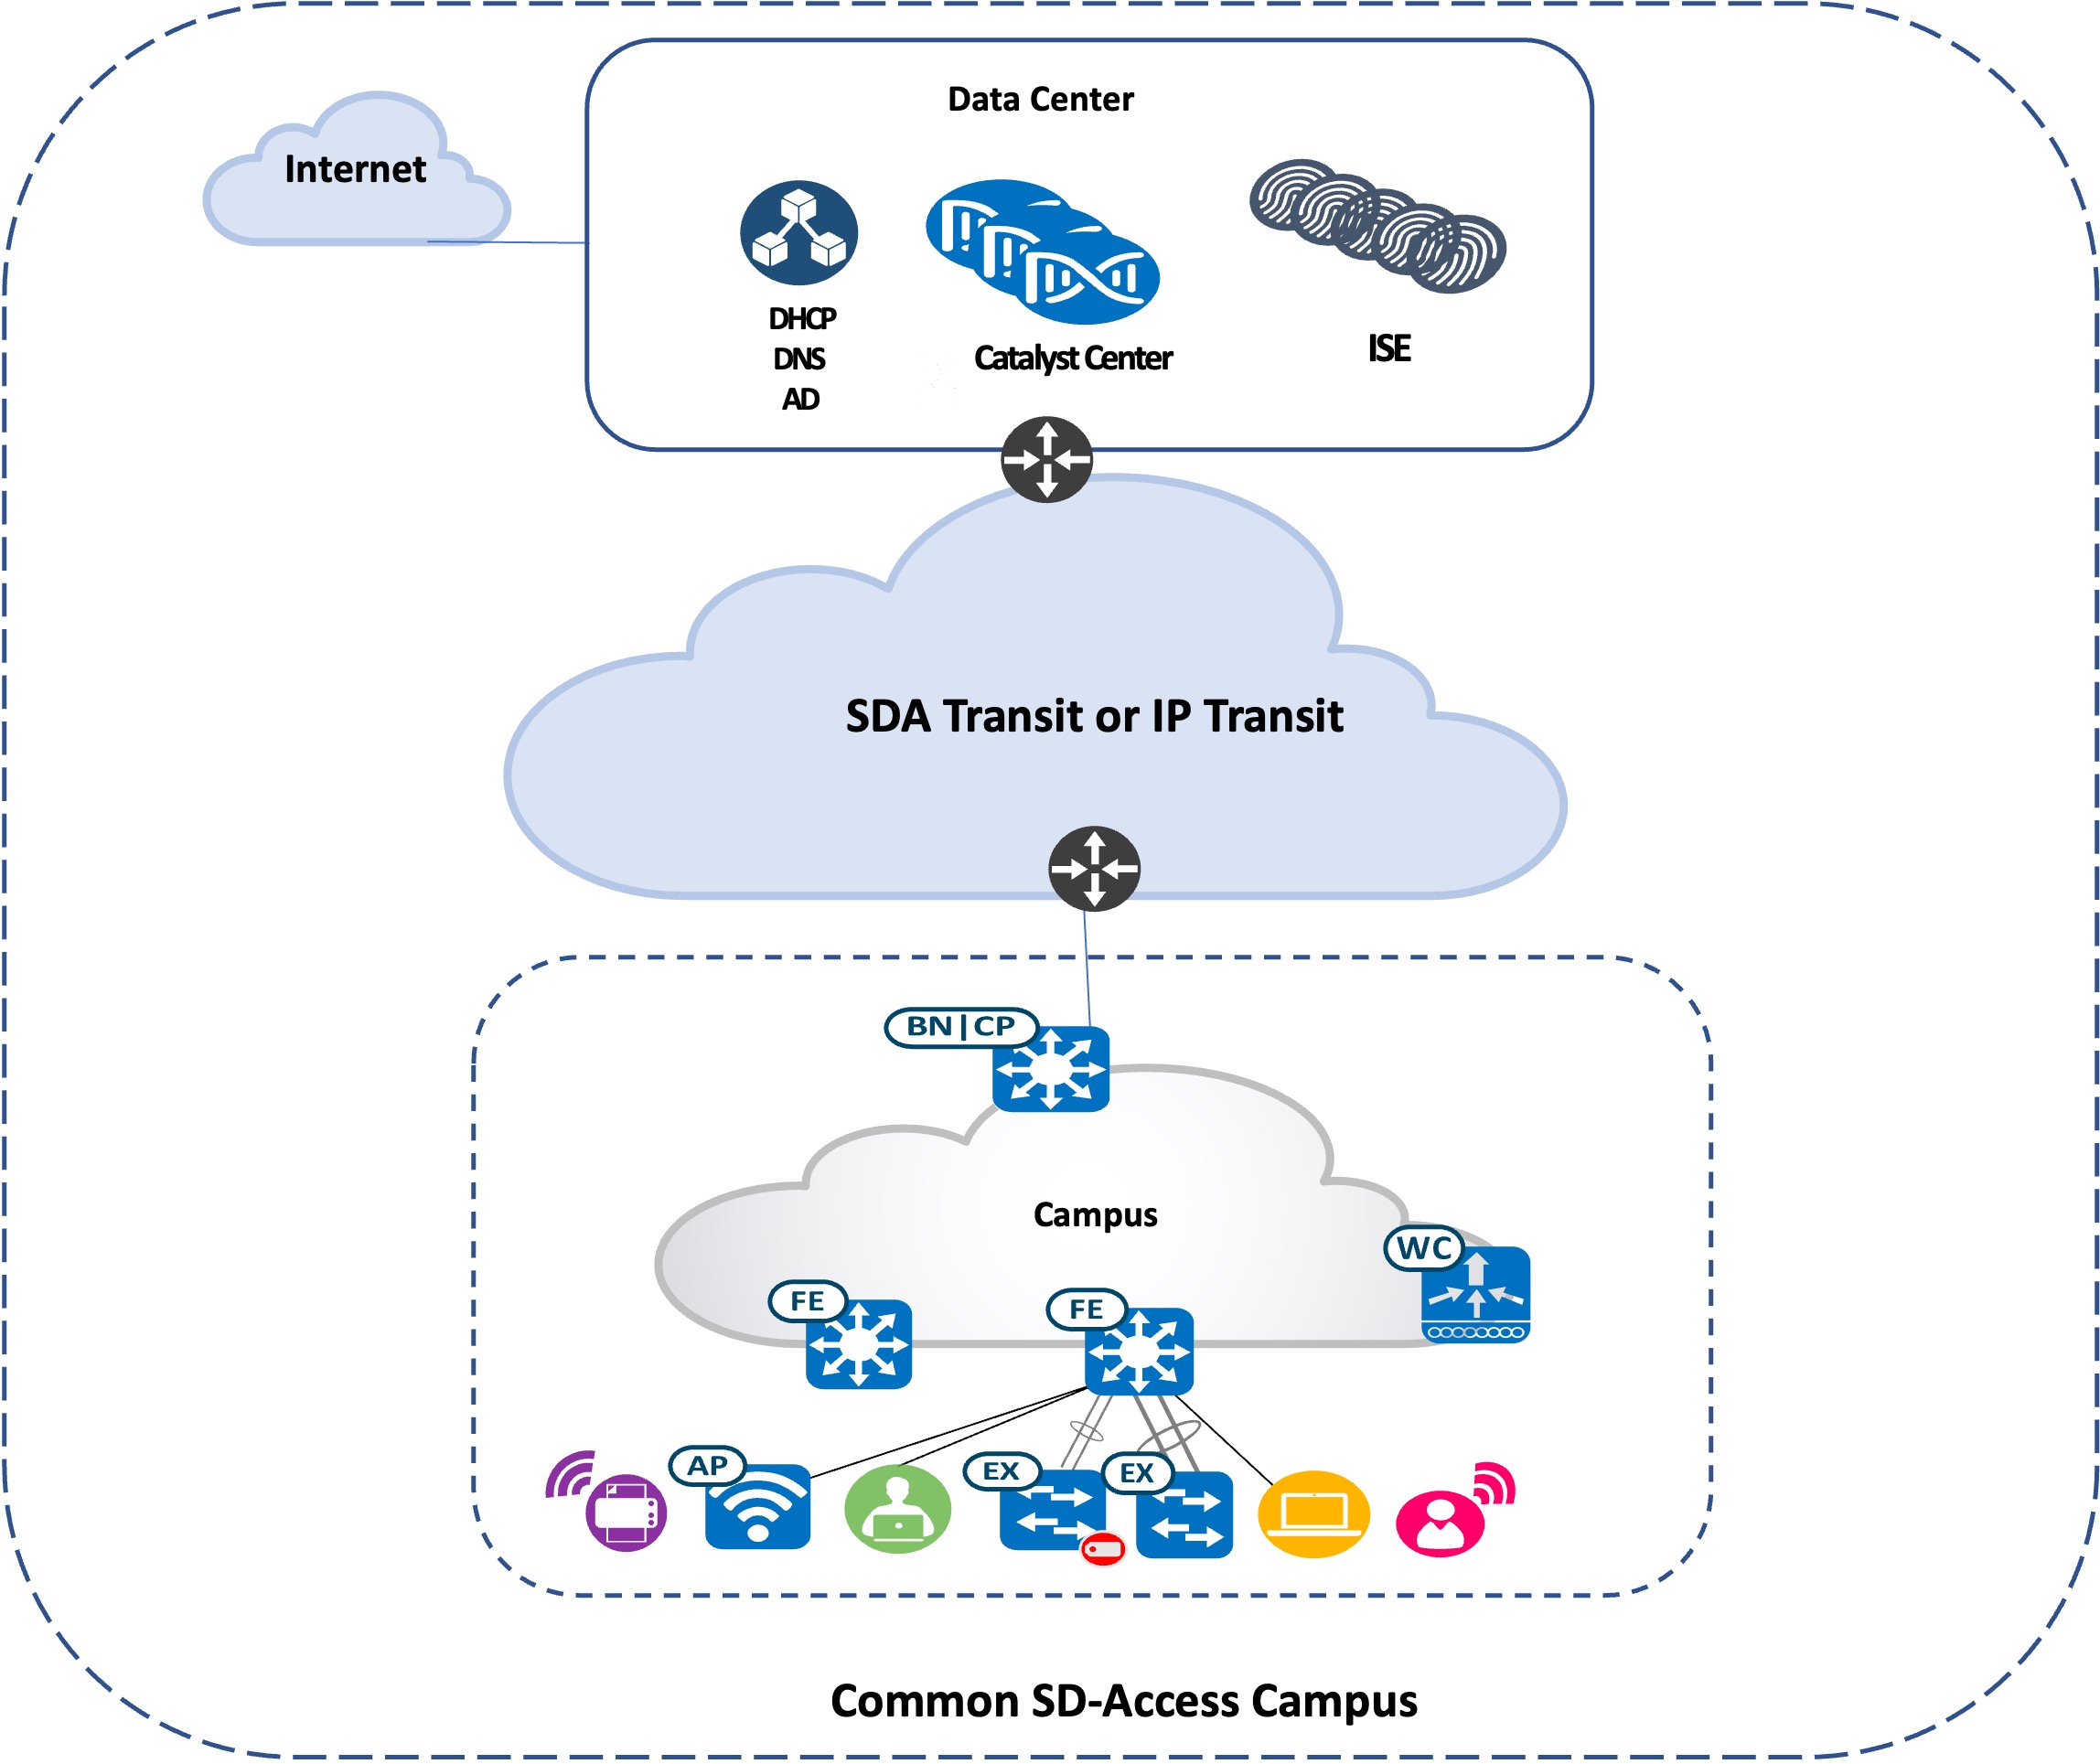 Data Center
Internet
DHCP
DNS
AD
Catalyst Center
ISE
SDA Transit or IP Transit
BN|CP
Campus
WC
FE
FE
AP
EX
EX
Common SD-Access Campus